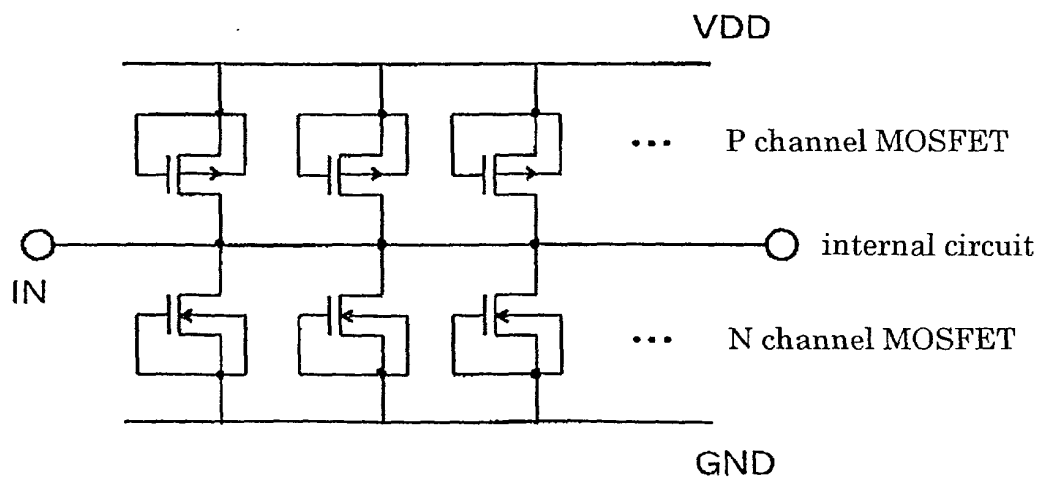 VDD
... P channel MOSFET
IN
internal circuit
... N channel MOSFET
GND